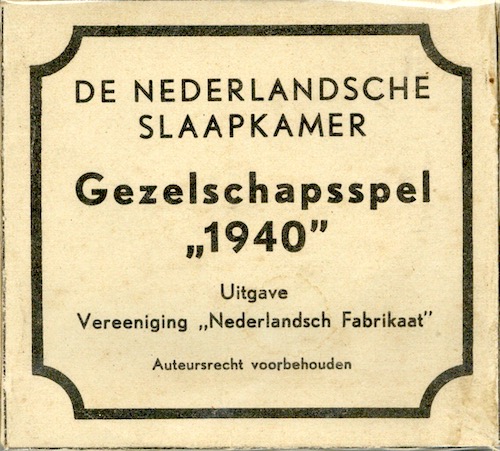 DE NEDERLANDSCHE
SLAAPKAMER
Gezelschapsspel
„1940”
Uitgave
Vereeniging „Nederlandsch Fabrikaat”
Auteursrecht voorbehouden